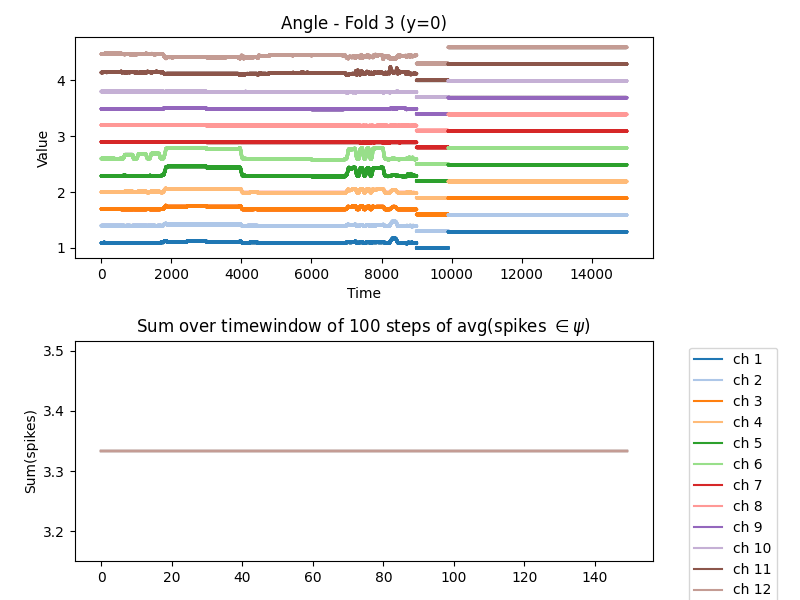 Angle - Fold 3 (y=0)
Value
4
3
2
1
0 2000 4000 6000 8000 10000 12000 14000
Time
Sum over timewindow of 100 steps of avg(spikes ∈ ψ)
Sum(spikes)
3.5
3.4
3.3
3.2
0 20 40 60 80 100 120 140
ch 1
ch 2
ch 3
ch 4
ch 5
ch 6
ch 7
ch 8
ch 9
ch 10
ch 11
ch 12